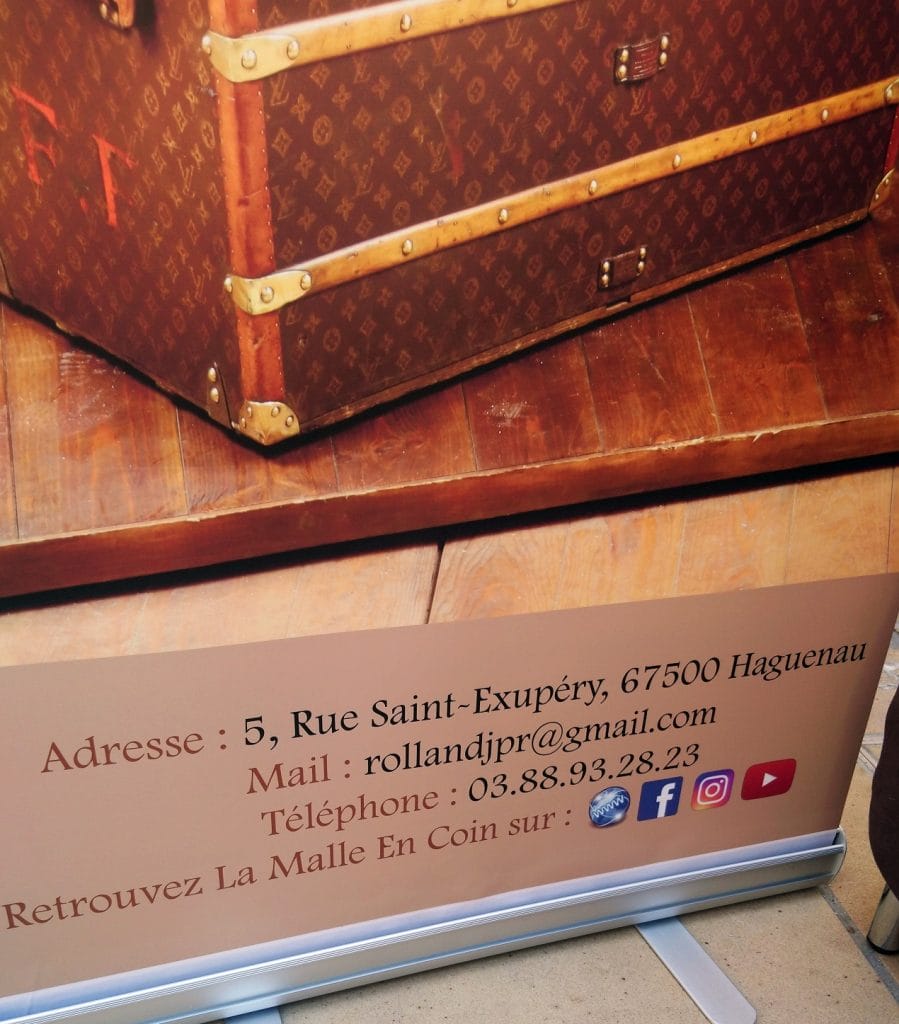 F.T
Adresse : 5, Rue Saint-Exupéry, 67500 Haguenau
Mail : rollandjpr@gmail.com
Téléphone : 03.88.93.28.23
Retrouvez La Malle En Coin sur :